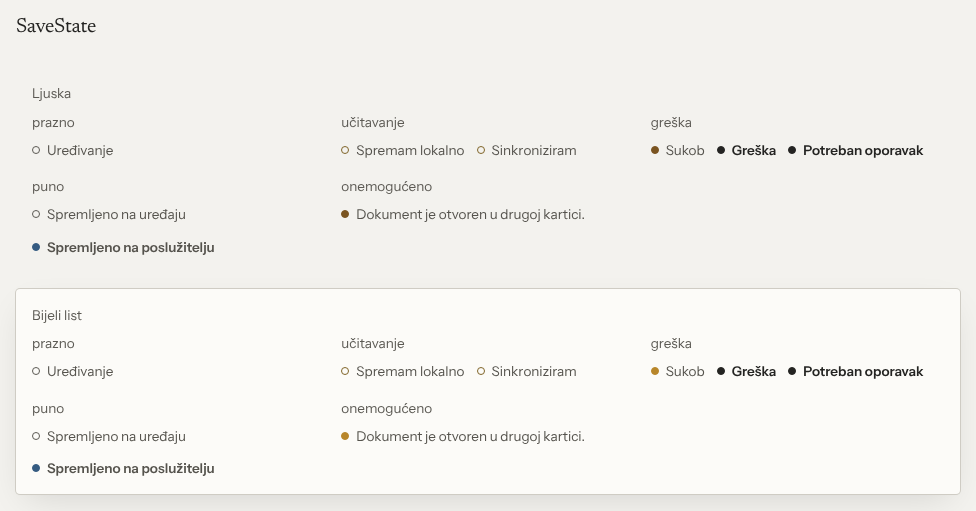 SaveState
Ljuska
prazno učitavanje greška
Uređivanje Spremam lokalno Sinkroniziram Sukob Greška Potreban oporavak
puno onemogućeno
Spremljeno na uređaju Dokument je otvoren u drugoj kartici.
Spremljeno na poslužitelju
Bijeli list
prazno učitavanje greška
Uređivanje Spremam lokalno Sinkroniziram Sukob Greška Potreban oporavak
puno onemogućeno
Spremljeno na uređaju Dokument je otvoren u drugoj kartici.
Spremljeno na poslužitelju